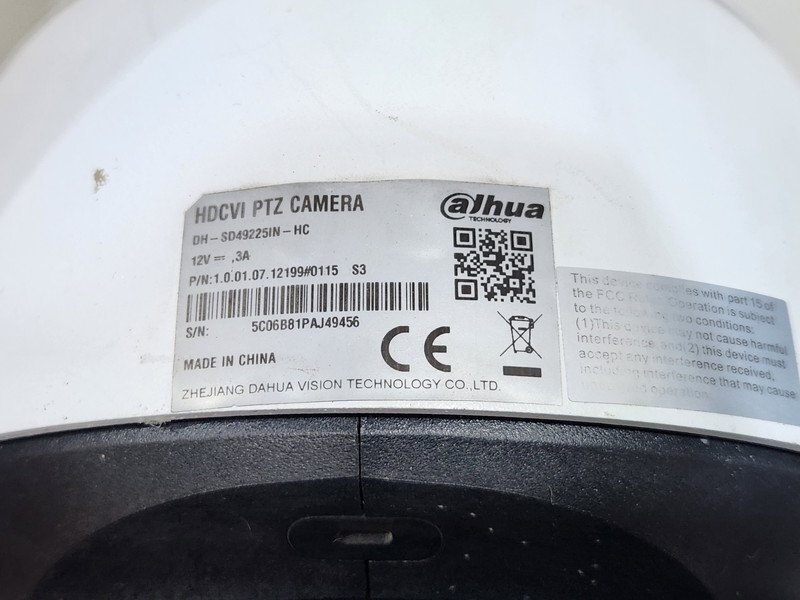 HDCVI PTZ CAMERA
alhua
TECHNOLOGY
DH-SD49225IN-HC
12V ⎓ ,3A
P/N:1.0.01.07.12199#0115 S3
S/N: 5C06B81PAJ49456
CE
MADE IN CHINA
ZHEJIANG DAHUA VISION TECHNOLOGY CO.,LTD.
This device complies with part 15 of
the FCC Operation is subject
to the following two conditions:
(1)This device may not cause harmful
interference and(2) this device must
accept any interference received,
including interference that may cause
operation.